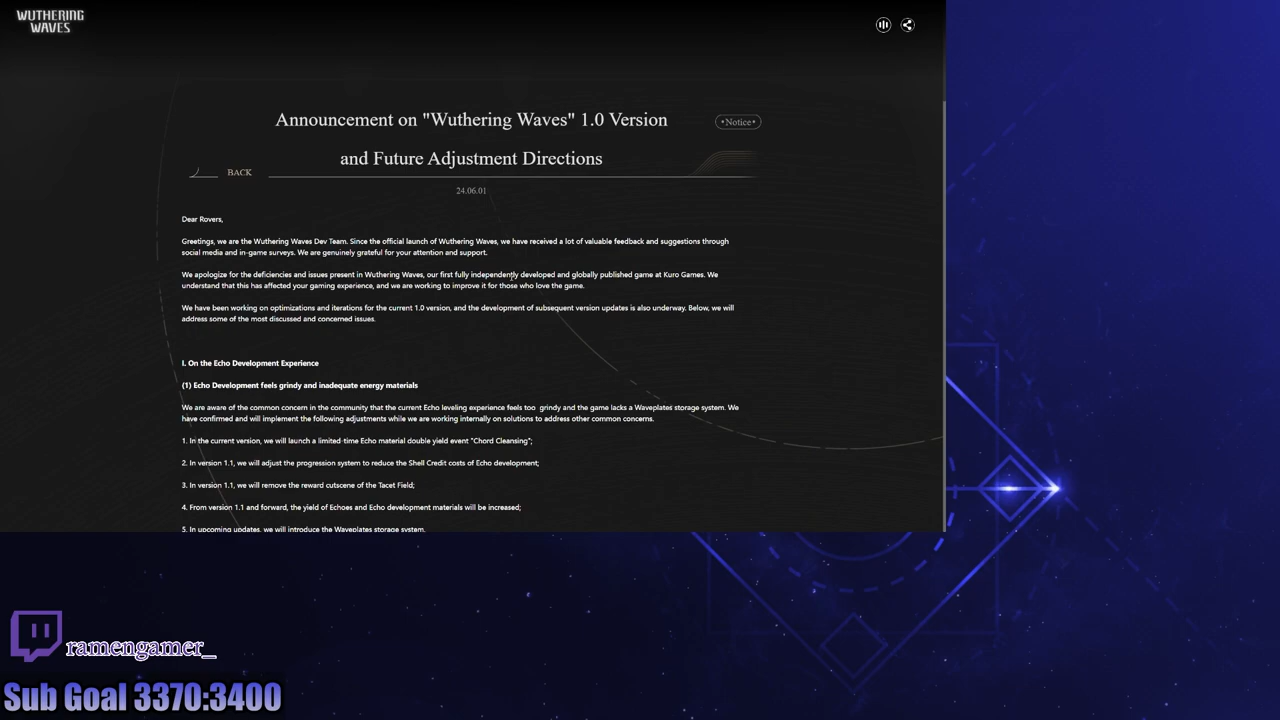 WUTHERING
WAVES
Announcement on "Wuthering Waves" 1.0 Version
and Future Adjustment Directions
•Notice•
BACK
24.06.01
Dear Rovers,
Greetings, we are the Wuthering Waves Dev Team. Since the official launch of Wuthering Waves, we have received a lot of valuable feedback and suggestions through
social media and in-game surveys. We are genuinely grateful for your attention and support.
We apologize for the deficiencies and issues present in Wuthering Waves, our first fully independently developed and globally published game at Kuro Games. We
understand that this has affected your gaming experience, and we are working to improve it for those who love the game.
We have been working on optimizations and iterations for the current 1.0 version, and the development of subsequent version updates is also underway. Below, we will
address some of the most discussed and concerned issues.
I. On the Echo Development Experience
(1) Echo Development feels grindy and inadequate energy materials
We are aware of the common concern in the community that the current Echo leveling experience feels too grindy and the game lacks a Waveplates storage system. We
have confirmed and will implement the following adjustments while we are working internally on solutions to address other common concerns.
1. In the current version, we will launch a limited-time Echo material double yield event "Chord Cleansing";
2. In version 1.1, we will adjust the progression system to reduce the Shell Credit costs of Echo development;
3. In version 1.1, we will remove the reward cutscene of the Tacet Field;
4. From version 1.1 and forward, the yield of Echoes and Echo development materials will be increased;
5. In upcoming updates, we will introduce the Waveplates storage system.
ramengamer_
Sub Goal 3370:3400